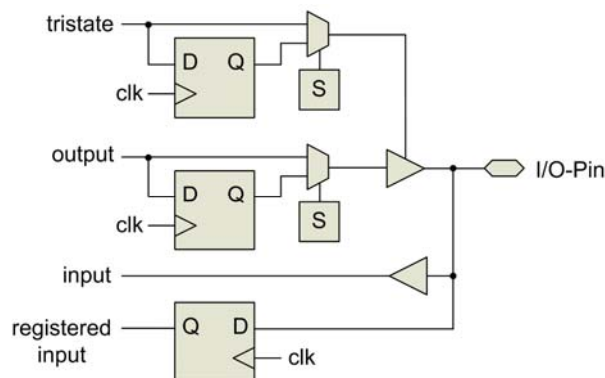 tristate
D Q
clk
S
output
I/O-Pin
D Q
clk
S
input
registered
input
Q D
clk